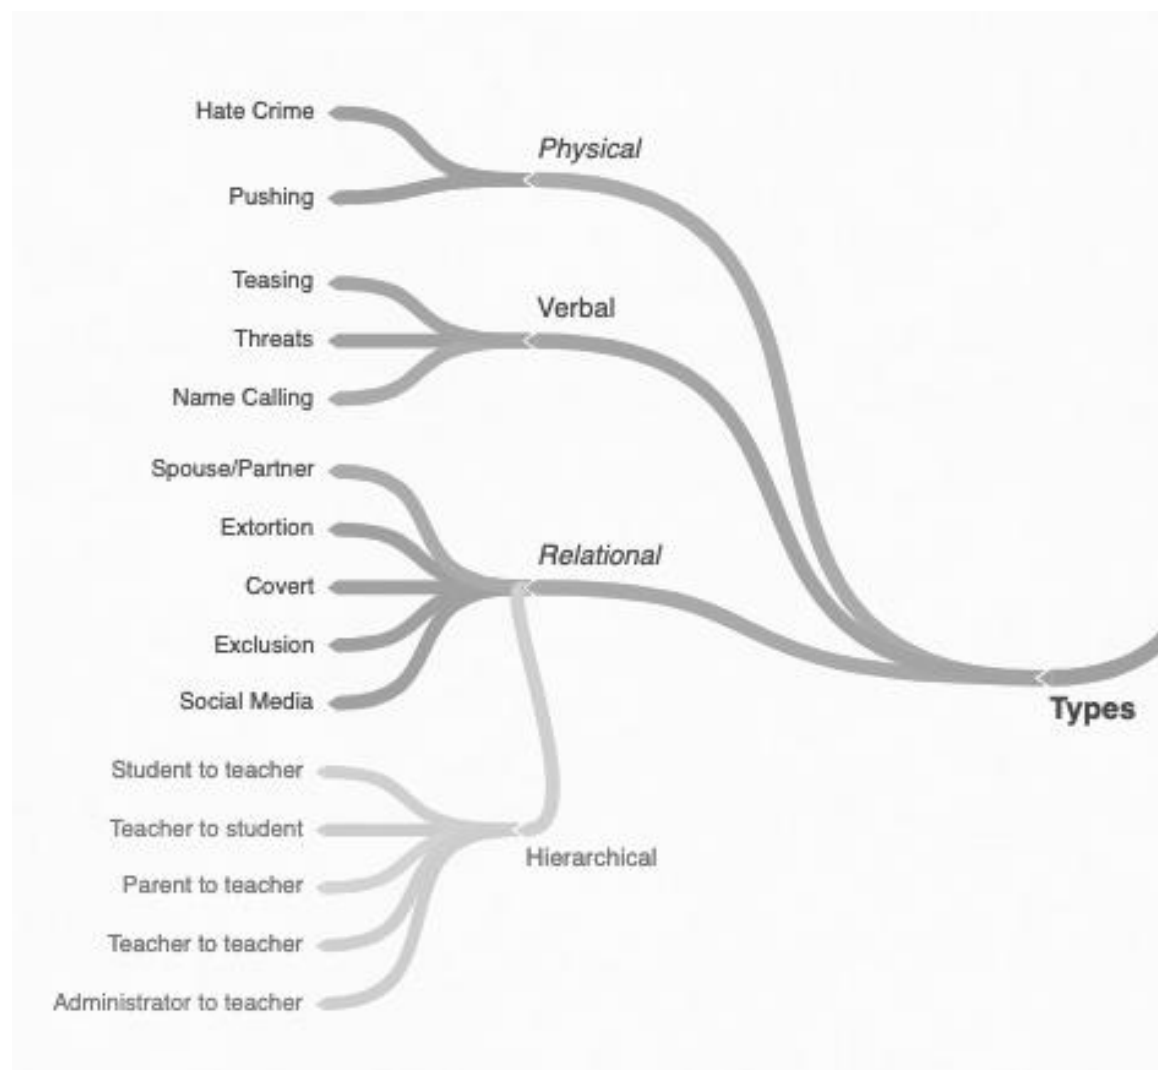 Hate Crime
Physical
Pushing
Teasing
Verbal
Threats
Name Calling
Spouse/Partner
Extortion
Relational
Covert
Exclusion
Social Media
Types
Student to teacher
Teacher to student
Hierarchical
Parent to teacher
Teacher to teacher
Administrator to teacher